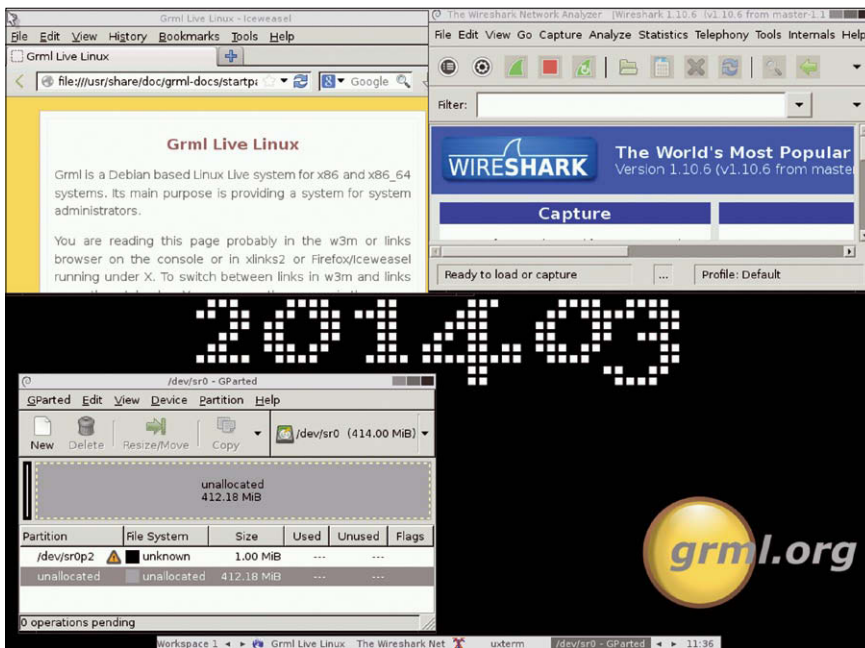 Grml Live Linux - Iceweasel
File Edit View History Bookmarks Tools Help
Grml Live Linux
file:///usr/share/doc/grml-docs/startpa
Google
Grml Live Linux
Grml is a Debian based Linux Live system for x86 and x86_64
systems. Its main purpose is providing a system for system
administrators.
You are reading this page probably in the w3m or links
browser on the console or in xlinks2 or Firefox/Iceweasel
running under X. To switch between links in w3m and links
The Wireshark Network Analyzer [Wireshark 1.10.6 (v1.10.6 from master-1.1
File Edit View Go Capture Analyze Statistics Telephony Tools Internals Help
Filter:
WIRESHARK
The World's Most Popular
Version 1.10.6 (v1.10.6 from master
Capture
Ready to load or capture
...
Profile: Default
2014.03
/dev/sr0 - GParted
GParted Edit View Device Partition Help
New Delete Resize/Move Copy /dev/sr0 (414.00 MiB)
unallocated
412.18 MiB
Partition File System Size Used Unused Flags
/dev/sr0p2 unknown 1.00 MiB --- ---
unallocated unallocated 412.18 MiB --- ---
0 operations pending
grml.org
Workspace 1 Grml Live Linux The Wireshark Net uxterm /dev/sr0 - GParted 11:36